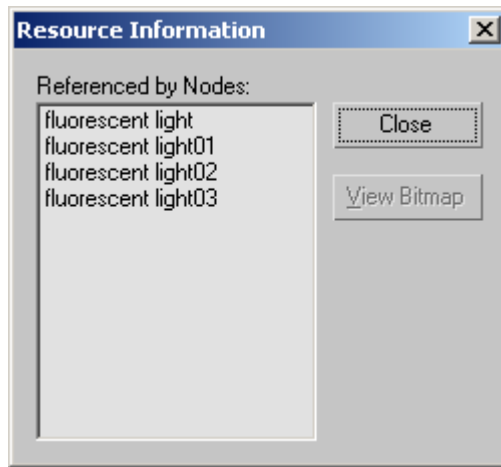 Resource Information
Referenced by Nodes:
fluorescent light
fluorescent light01
fluorescent light02
fluorescent light03
Close
View Bitmap